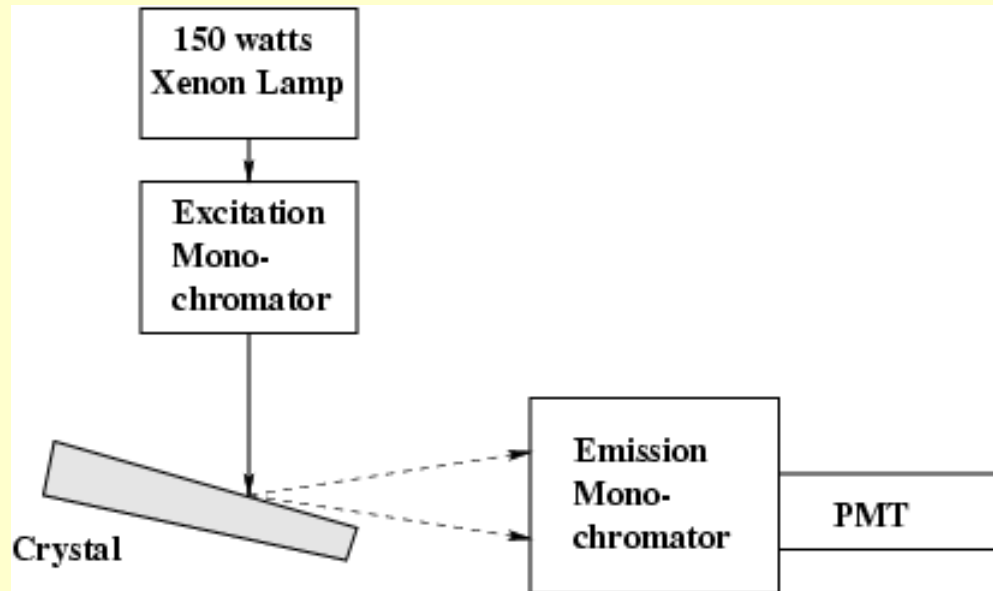 150 watts
Xenon Lamp
Excitation
Mono-
chromator
Emission
Mono-
chromator
PMT
Crystal